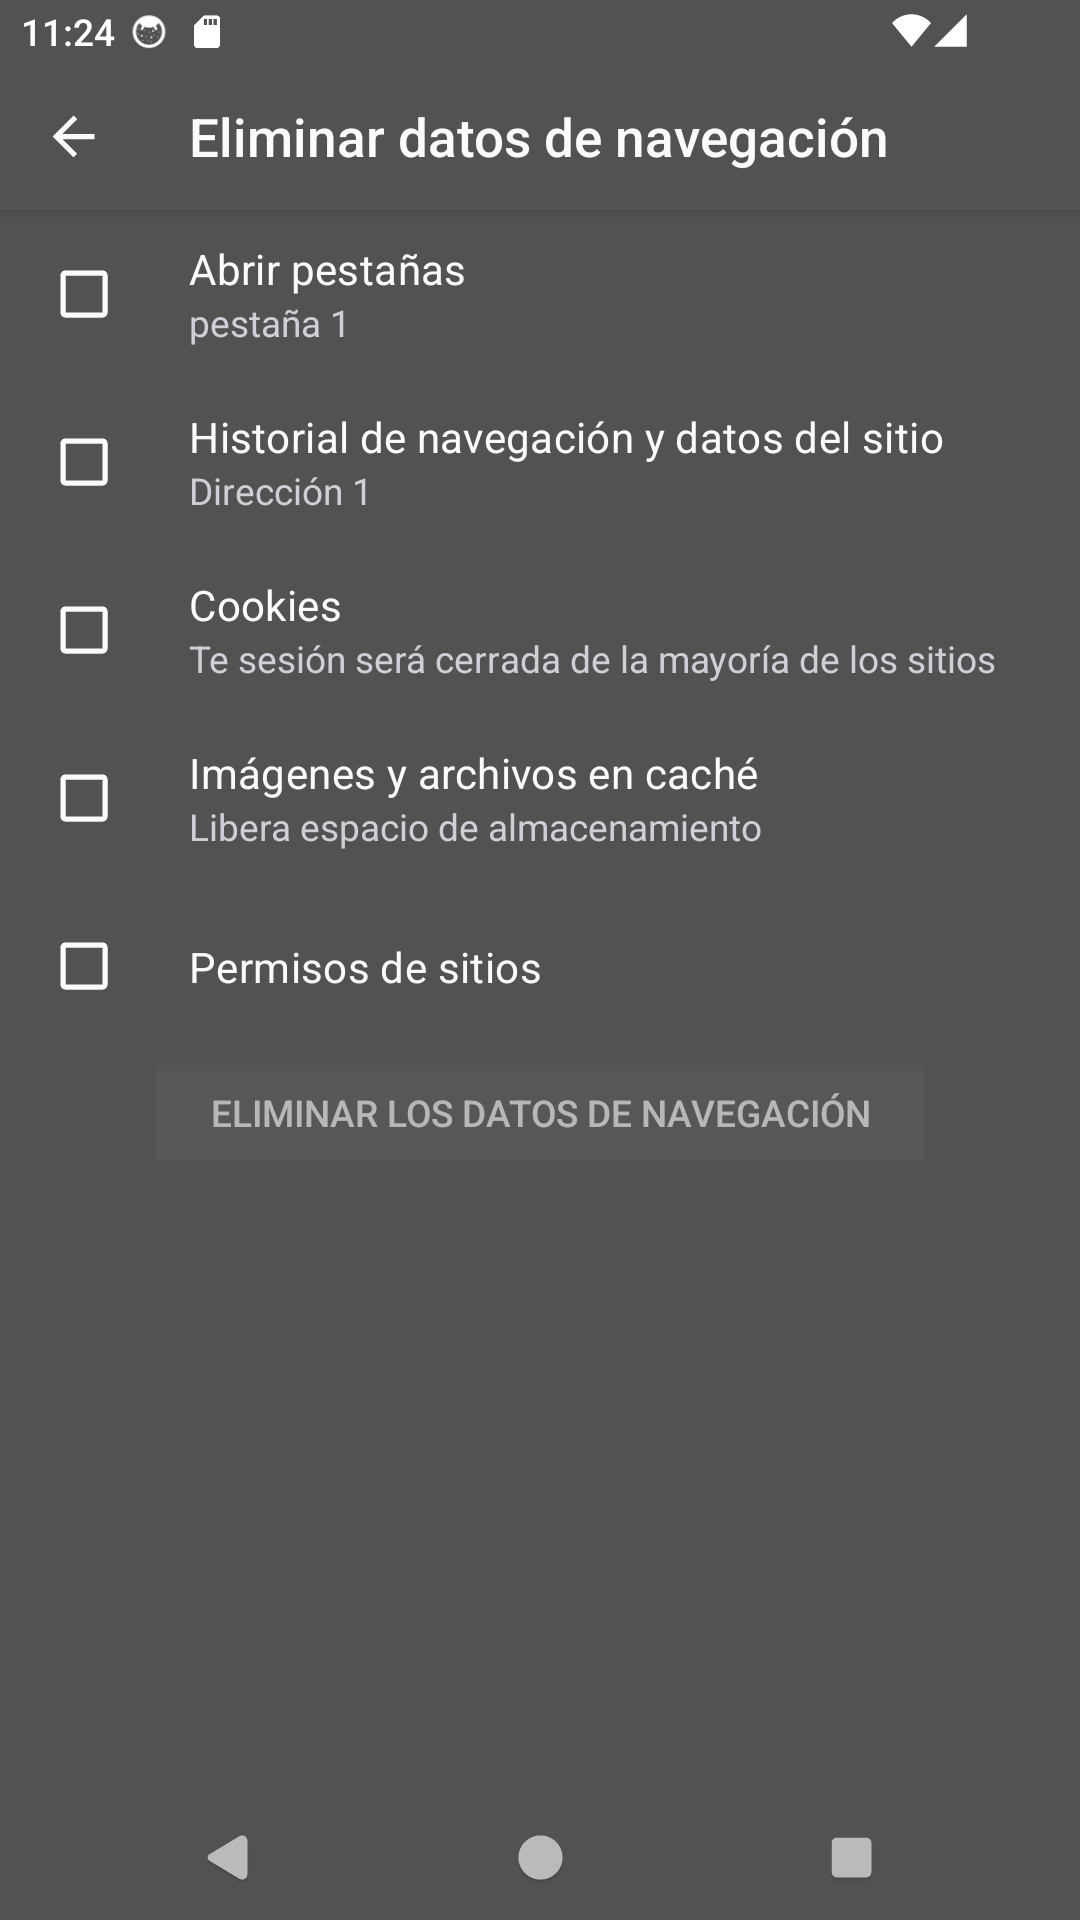 11:24
Eliminar datos de navegación
Abrir pestañas
pestaña 1
Historial de navegación y datos del sitio
Dirección 1
Cookies
Te sesión será cerrada de la mayoría de los sitios
Imágenes y archivos en caché
Libera espacio de almacenamiento
Permisos de sitios
ELIMINAR LOS DATOS DE NAVEGACIÓN